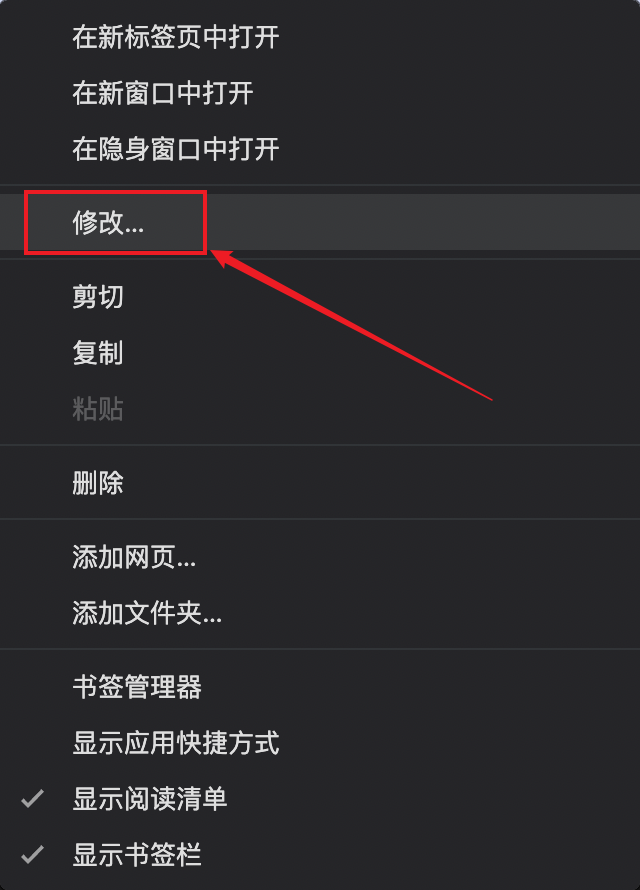 在新标签页中打开
在新窗口中打开
在隐身窗口中打开
修改...
剪切
复制
粘贴
删除
添加网页...
添加文件夹...
书签管理器
显示应用快捷方式
显示阅读清单
显示书签栏